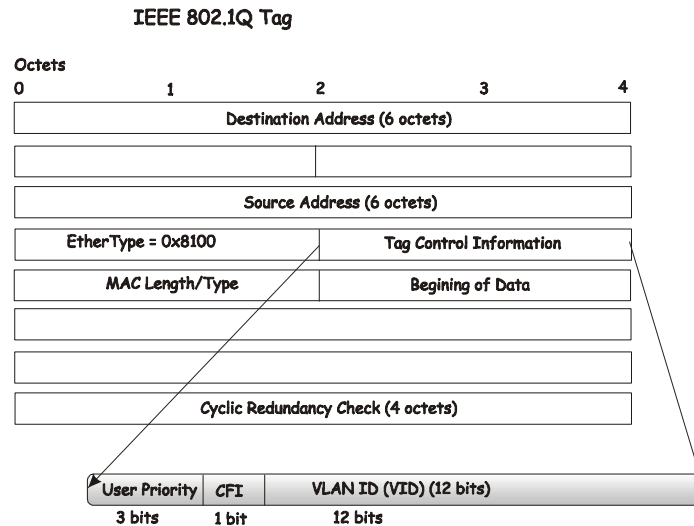 IEEE 802.1Q Tag
Octets
0 1 2 3 4
Destination Address (6 octets)
Source Address (6 octets)
EtherType = 0x8100 Tag Control Information
MAC Length/Type Begining of Data
Cyclic Redundancy Check (4 octets)
User Priority CFI VLAN ID (VID) (12 bits)
3 bits 1 bit 12 bits